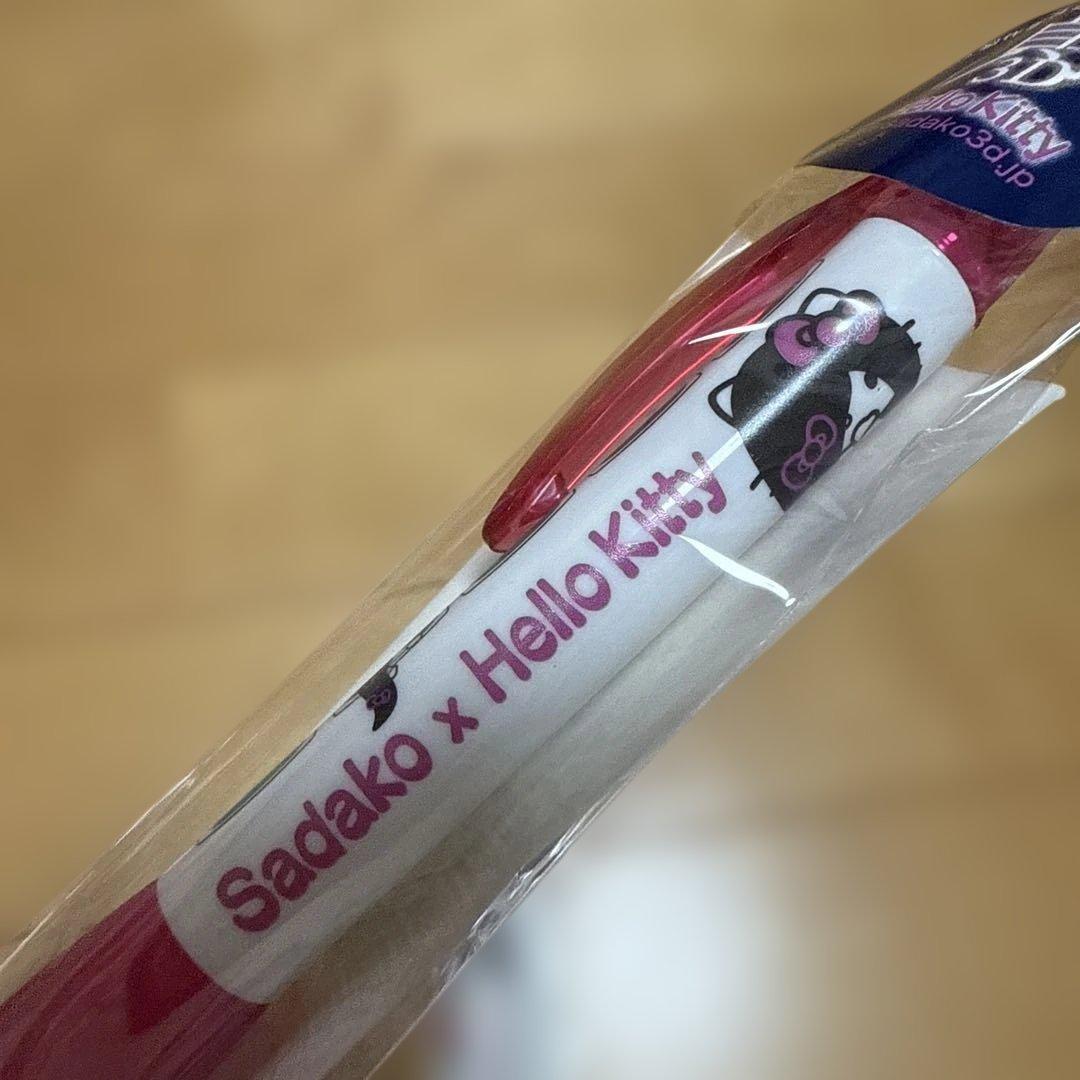 3D
Hello Kitty
sadako3d.jp
Sadako x Hello Kitty